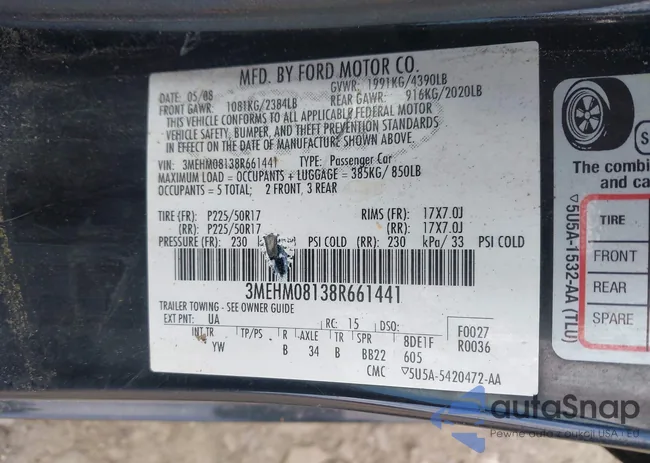 MFD. BY FORD MOTOR CO.
DATE: 05/08 GVWR: 1991KG/4390LB
FRONT GAWR: 1081KG/2384LB REAR GAWR: 916KG/2020LB
THIS VEHICLE CONFORMS TO ALL APPLICABLE FEDERAL MOTOR
VEHICLE SAFETY, BUMPER, AND THEFT PREVENTION STANDARDS
IN EFFECT ON THE DATE OF MANUFACTURE SHOWN ABOVE.
VIN: 3MEHM08138R661441 TYPE: Passenger Car
MAXIMUM LOAD = OCCUPANTS + LUGGAGE = 385KG/ 850LB
OCCUPANTS = 5 TOTAL; 2 FRONT, 3 REAR
TIRE (FR): P225/50R17 RIMS (FR): 17X7.0J
(RR): P225/50R17 (RR): 17X7.0J
PRESSURE (FR): 230 PSI COLD (RR): 230 kPa/ 33 PSI COLD
3MEHM08138R661441
TRAILER TOWING - SEE OWNER GUIDE
EXT PNT: UA RC: 15 DSO: F0027
INT TR TP/PS R AXLE TR SPR 8DE1F R0036
YW B 34 B BB22 605
CMC ▽5U5A-5420472-AA
The combi
and ca
TIRE
FRONT
REAR
SPARE
▽5U5A-1532-AA (TLU)
autoSnap
Pewne auto z aukcji USA i EU